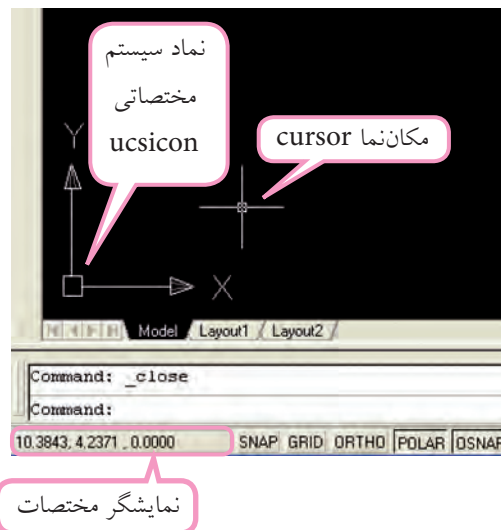 نماد سیستم
مختصاتی
ucsicon
مکان‌نما cursor
Y
X
Model Layout1 Layout2
Command: _close
Command:
10.3843, 4.2371 , 0.0000 SNAP GRID ORTHO POLAR OSNAP
نمایشگر مختصات